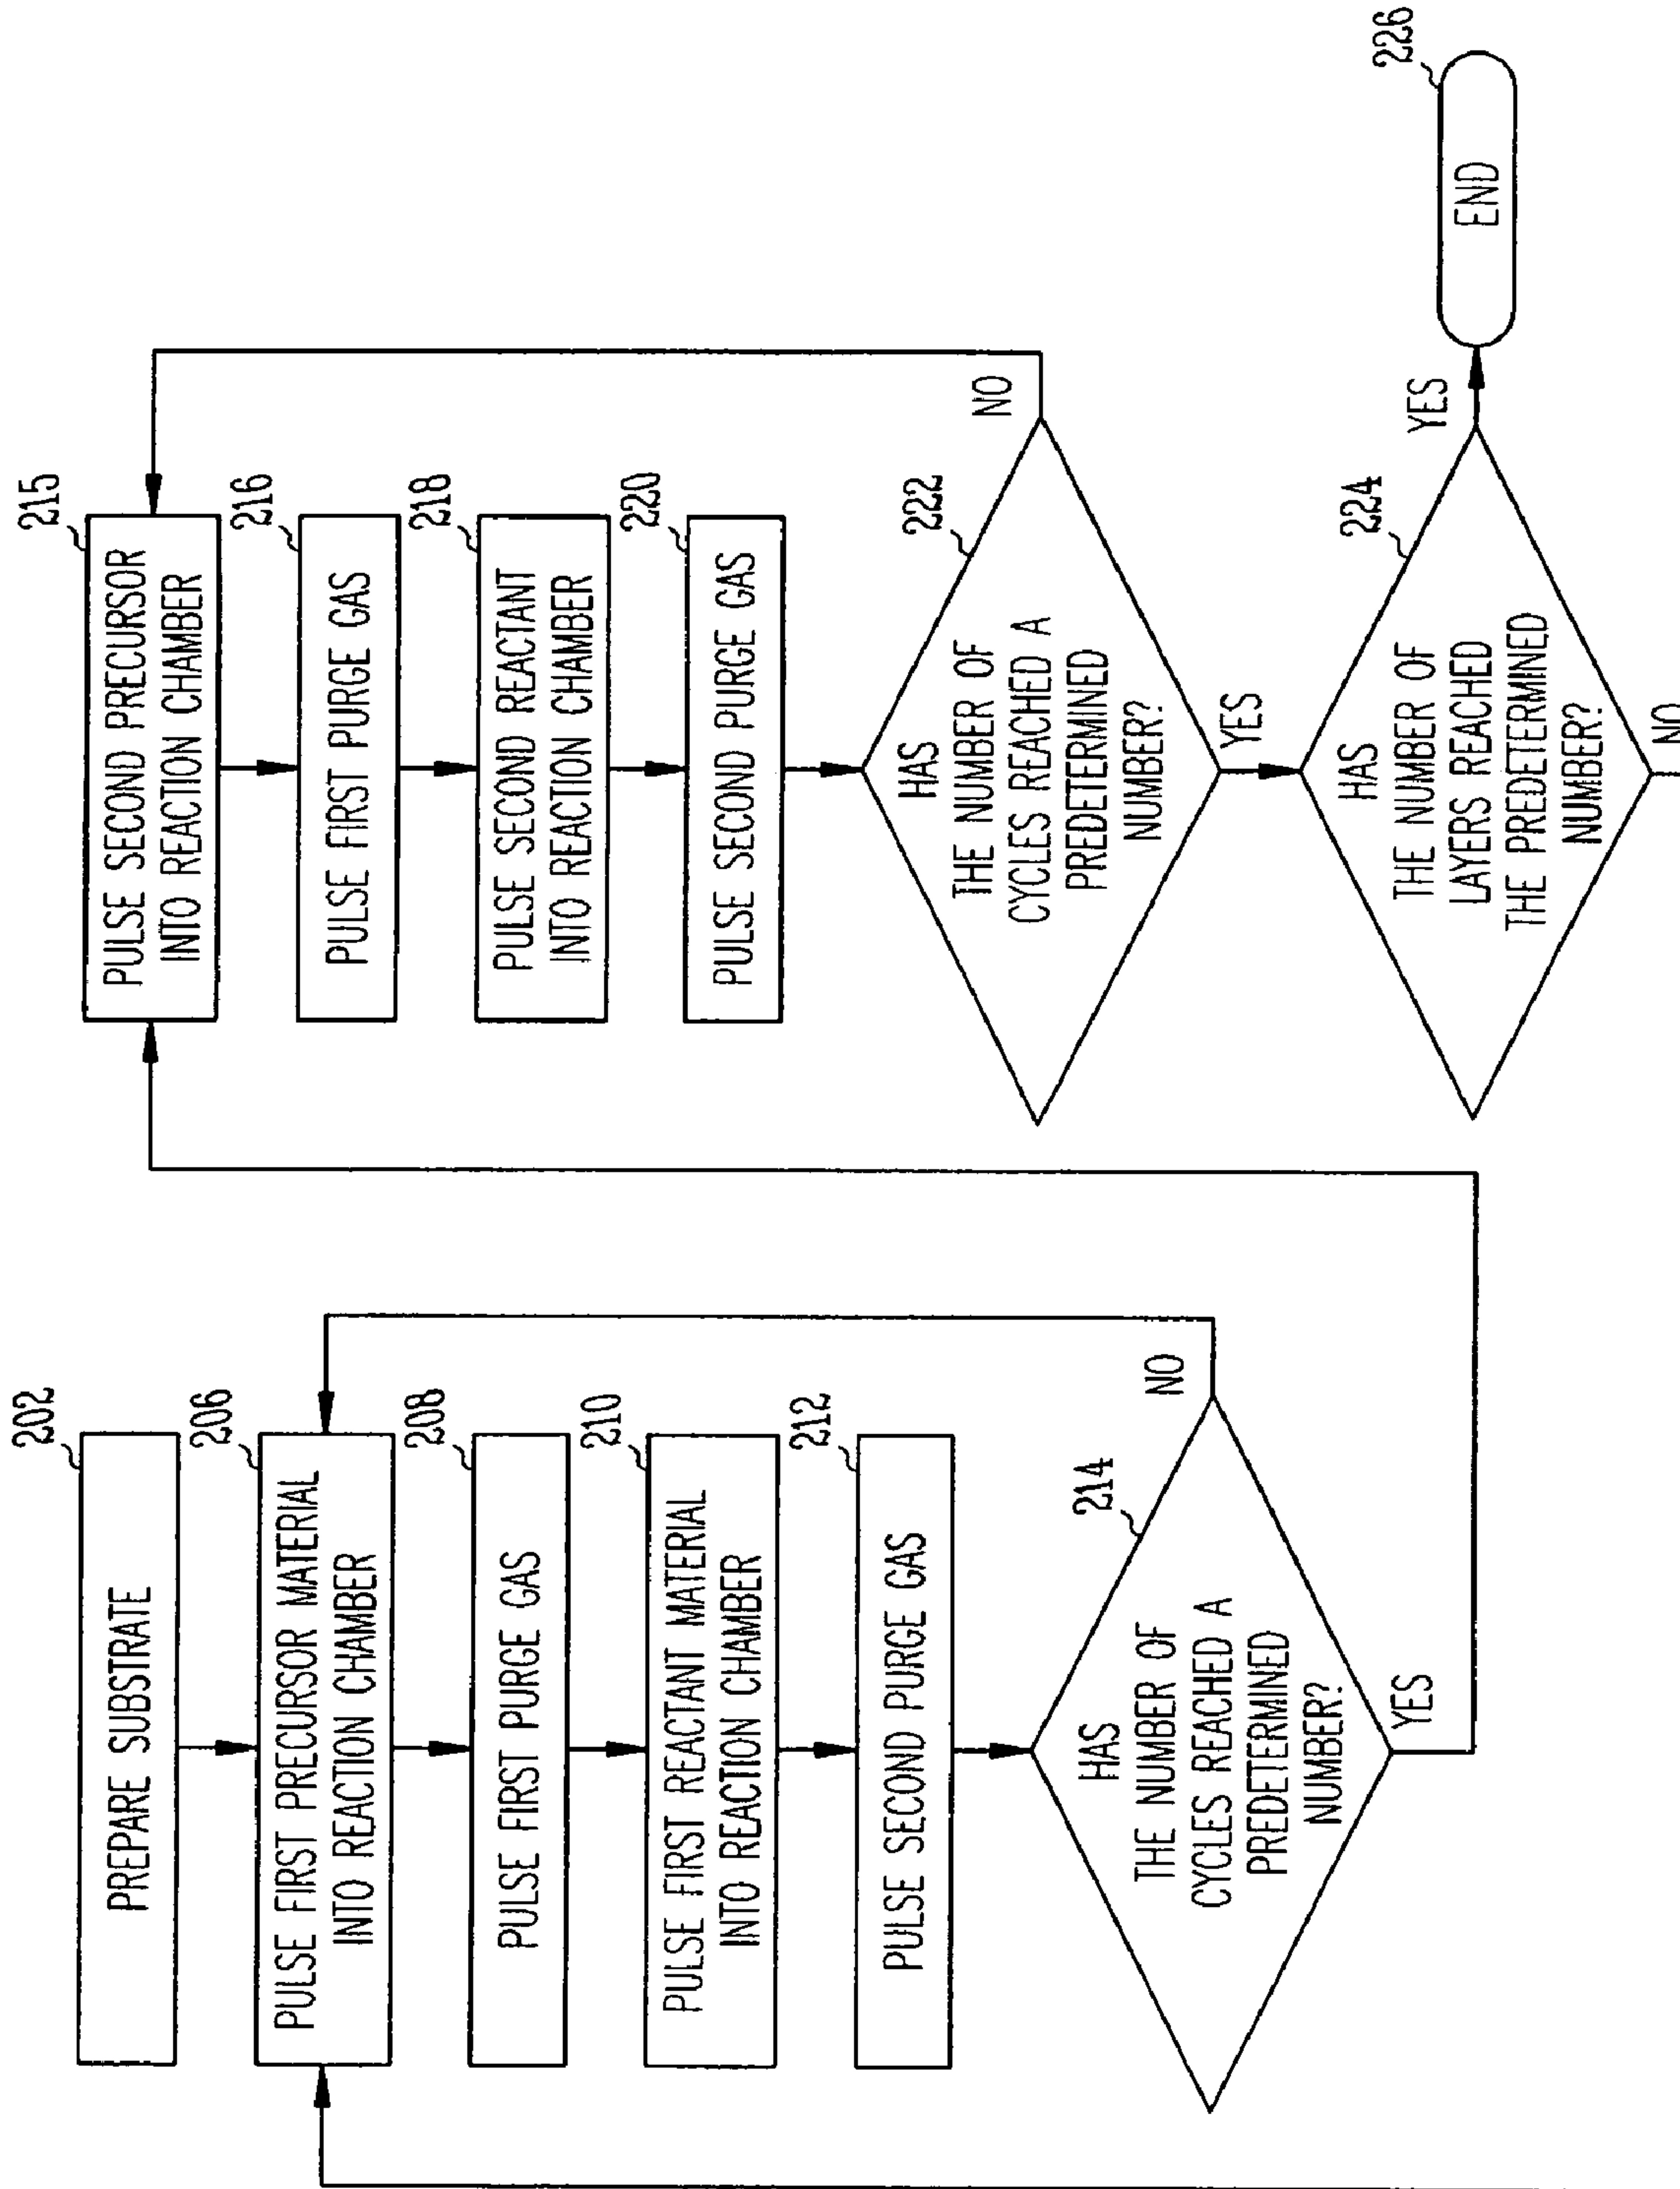 202
PREPARE SUBSTRATE
206
PULSE FIRST PRECURSOR MATERIAL
INTO REACTION CHAMBER
208
PULSE FIRST PURGE GAS
210
PULSE FIRST REACTANT MATERIAL
INTO REACTION CHAMBER
212
PULSE SECOND PURGE GAS
214
HAS
THE NUMBER OF
CYCLES REACHED A
PREDETERMINED
NUMBER?
NO
YES
215
PULSE SECOND PRECURSOR
INTO REACTION CHAMBER
216
PULSE FIRST PURGE GAS
218
PULSE SECOND REACTANT
INTO REACTION CHAMBER
220
PULSE SECOND PURGE GAS
222
HAS
THE NUMBER OF
CYCLES REACHED A
PREDETERMINED
NUMBER?
NO
YES
224
HAS
THE NUMBER OF
LAYERS REACHED
THE PREDETERMINED
NUMBER?
YES
NO
226
END